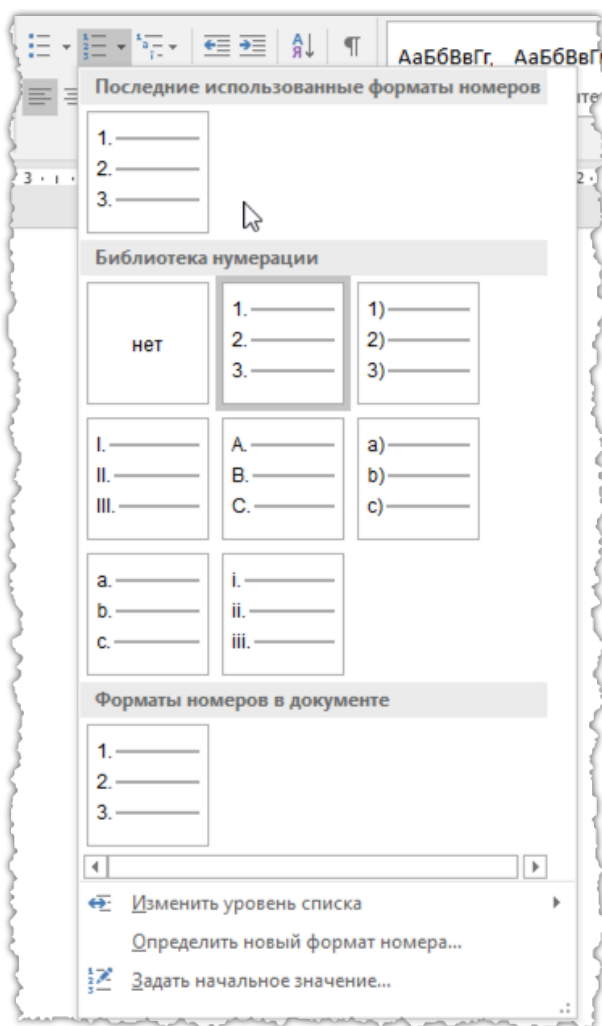 АаБбВвГг, АаБбВвГг
Последние использованные форматы номеров
1.
2.
3.
3
2
Библиотека нумерации
нет
1.
2.
3.
1)
2)
3)
I.
II.
III.
A.
B.
C.
a)
b)
c)
a.
b.
c.
i.
ii.
iii.
Форматы номеров в документе
1.
2.
3.
Изменить уровень списка
Определить новый формат номера...
Задать начальное значение...